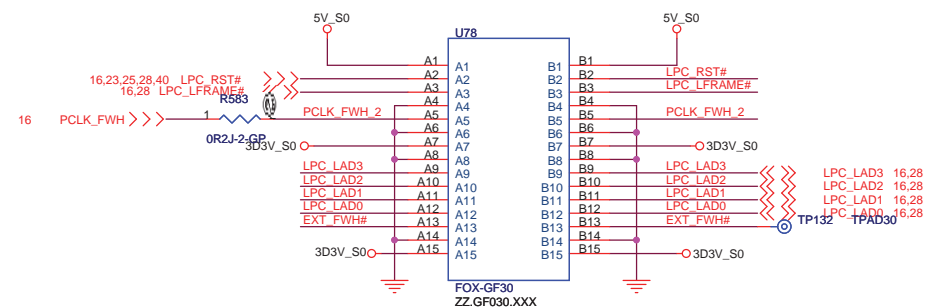 5V_S0 5V_S0
U78
A1 A1 B1 B1
16,23,25,28,40 LPC_RST# A2 A2 B2 B2 LPC_RST#
16,28 LPC_LFRAME# A3 A3 B3 B3 LPC_LFRAME#
R583 A4 A4 B4 B4
16 PCLK_FWH 1 PCLK_FWH_2 A5 A5 B5 B5 PCLK_FWH_2
0R2J-2-GP A6 A6 B6 B6
3D3V_S0 A7 A7 B7 B7 3D3V_S0
A8 A8 B8 B8
LPC_LAD3 A9 A9 B9 B9 LPC_LAD3 LPC_LAD3 16,28
LPC_LAD2 A10 A10 B10 B10 LPC_LAD2 LPC_LAD2 16,28
LPC_LAD1 A11 A11 B11 B11 LPC_LAD1 LPC_LAD1 16,28
LPC_LAD0 A12 A12 B12 B12 LPC_LAD0 LPC_LAD0 16,28
EXT_FWH# A13 A13 B13 B13 EXT_FWH# TP132 TPAD30
A14 A14 B14 B14
3D3V_S0 A15 A15 B15 B15 3D3V_S0
FOX-GF30
ZZ.GF030.XXX